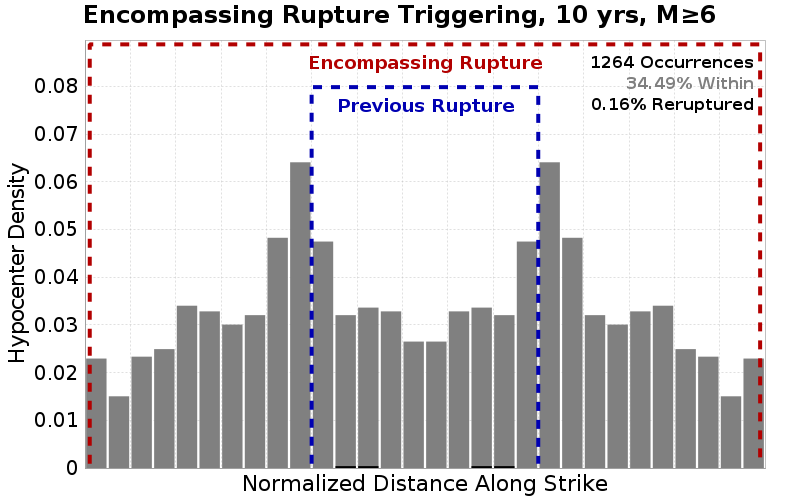 Encompassing Rupture Triggering, 10 yrs, M≥6
Encompassing Rupture
1264 Occurrences
34.49% Within
0.16% Reruptured
Previous Rupture
Hypocenter Density
0.08
0.07
0.06
0.05
0.04
0.03
0.02
0.01
0
Normalized Distance Along Strike